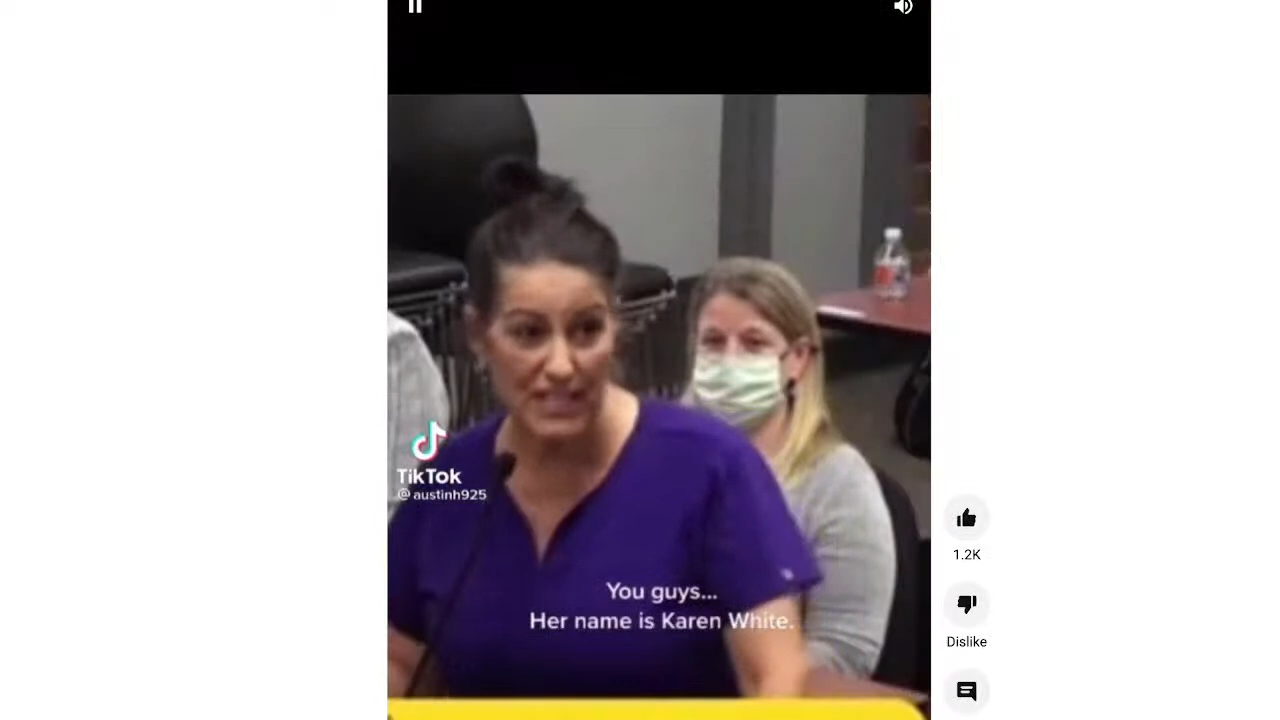 TikTok
@austinh925
You guys...
Her name is Karen White.
1.2K
Dislike